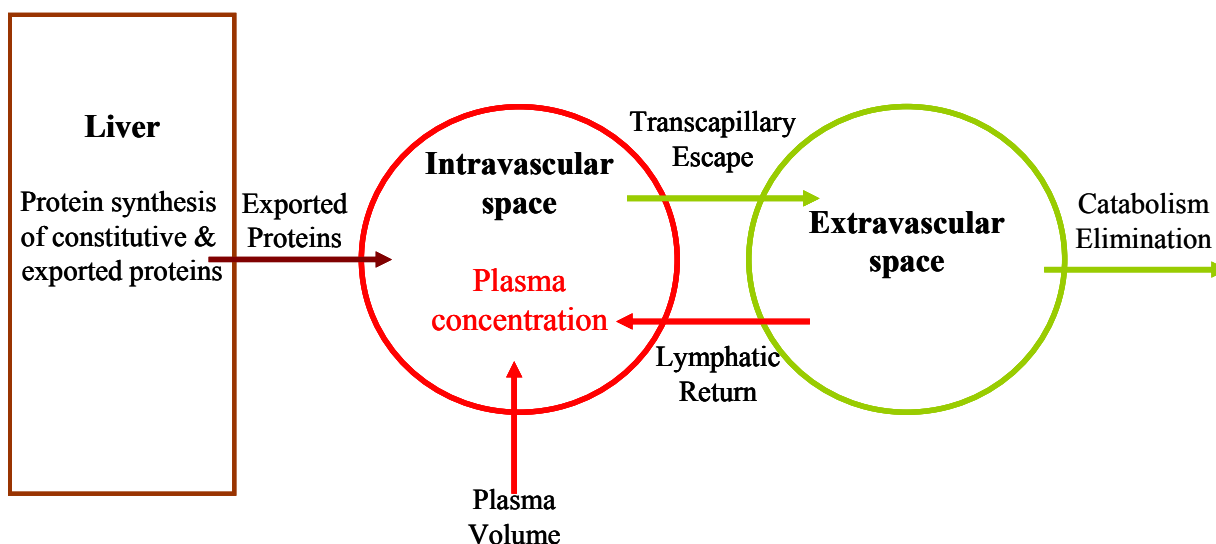 Liver
Protein synthesis
of constitutive &
exported proteins
Exported
Proteins
Intravascular
space
Plasma
concentration
Plasma
Volume
Transcapillary
Escape
Lymphatic
Return
Extravascular
space
Catabolism
Elimination